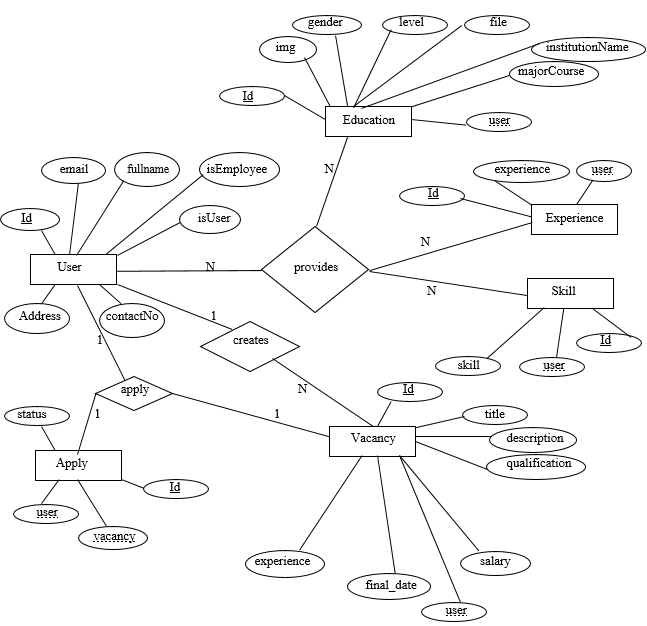 gender
level
file
img
institutionName
majorCourse
Id
Education
user
N
email
fullname
isEmployee
experience
user
Id
Id
isUser
Experience
N
User
N
provides
N
Skill
Address
contactNo
1
creates
Id
1
skill
user
apply
N
Id
status
1
1
title
Vacancy
description
Apply
qualification
Id
user
vacancy
experience
salary
final_date
user